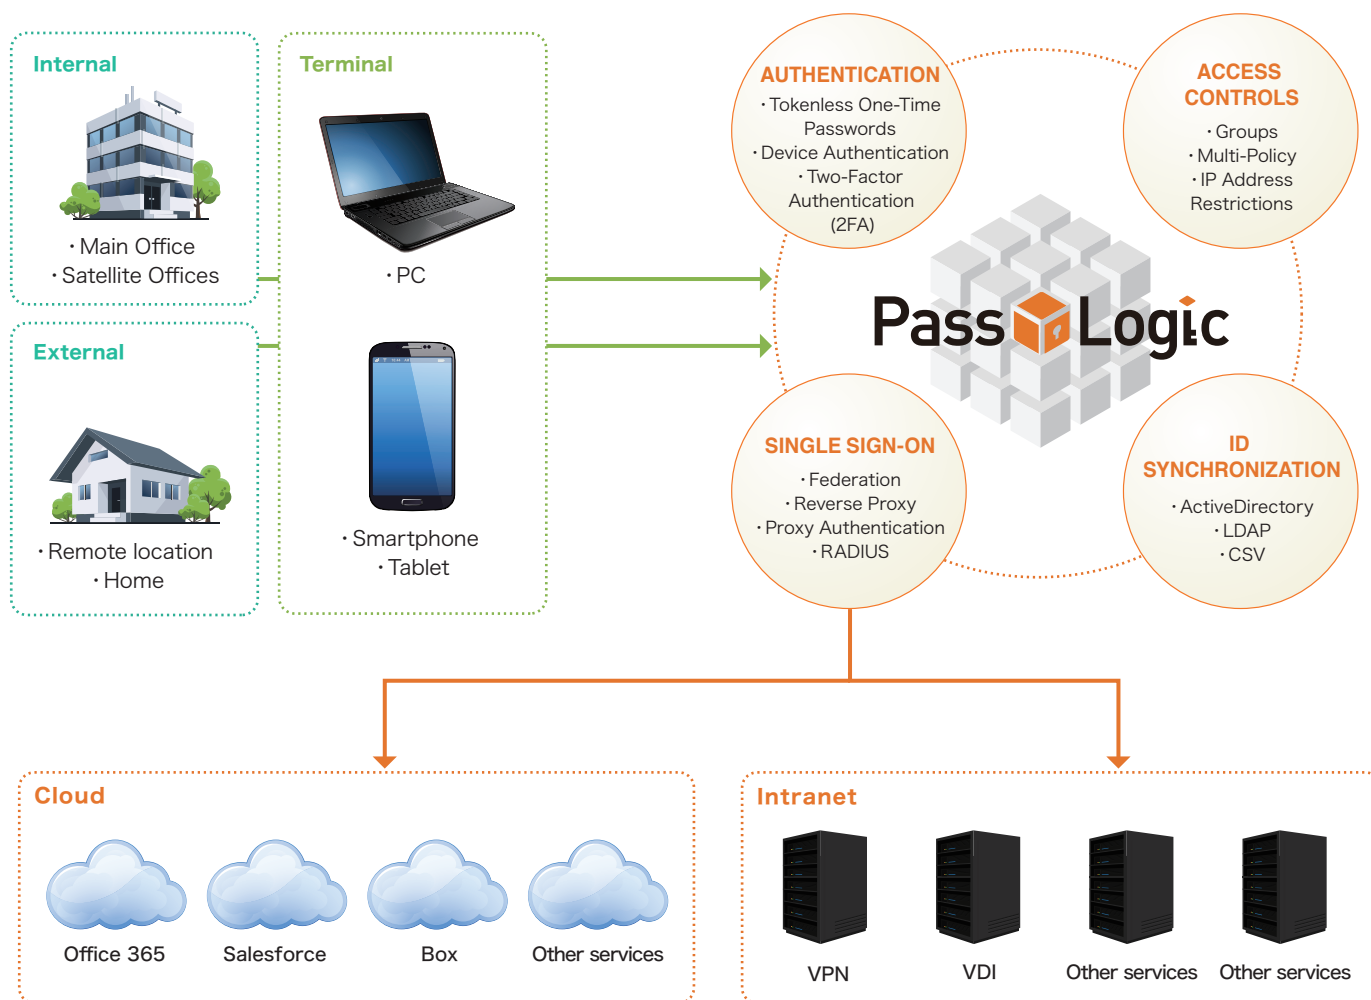 Internal
・Main Office
・Satellite Offices
External
・Remote location
・Home
Terminal
・PC
・Smartphone
・Tablet
AUTHENTICATION
・Tokenless One-Time
Passwords
・Device Authentication
・Two-Factor
Authentication
(2FA)
ACCESS
CONTROLS
・Groups
・Multi-Policy
・IP Address
Restrictions
Pass Logic
SINGLE SIGN-ON
・Federation
・Reverse Proxy
・Proxy Authentication
・RADIUS
ID
SYNCHRONIZATION
・ActiveDirectory
・LDAP
・CSV
Cloud
Office 365
Salesforce
Box
Other services
Intranet
VPN
VDI
Other services
Other services